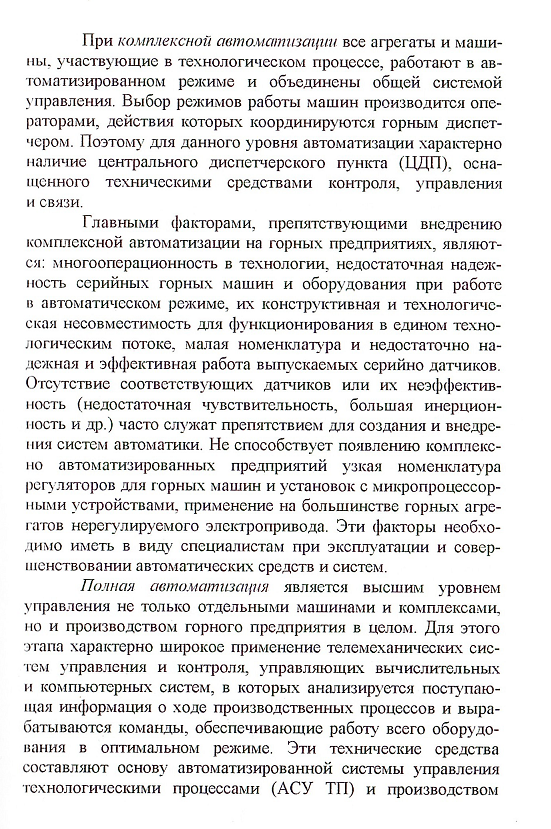 При комплексной автоматизации все агрегаты и маши-
ны, участвующие в технологическом процессе, работают в ав-
томатизированном режиме и объединены общей системой
управления. Выбор режимов работы машин производится опе-
раторами, действия которых координируются горным диспет-
чером. Поэтому для данного уровня автоматизации характерно
наличие центрального диспетчерского пункта (ЦДП), осна-
щенного техническими средствами контроля, управления
и связи.
Главными факторами, препятствующими внедрению
комплексной автоматизации на горных предприятиях, являют-
ся: многооперационность в технологии, недостаточная надеж-
ность серийных горных машин и оборудования при работе
в автоматическом режиме, их конструктивная и технологиче-
ская несовместимость для функционирования в едином техно-
логическим потоке, малая номенклатура и недостаточно на-
дежная и эффективная работа выпускаемых серийно датчиков.
Отсутствие соответствующих датчиков или их неэффектив-
ность (недостаточная чувствительность, большая инерцион-
ность и др.) часто служат препятствием для создания и внедре-
ния систем автоматики. Не способствует появлению комплекс-
но автоматизированных предприятий узкая номенклатура
регуляторов для горных машин и установок с микропроцессор-
ными устройствами, применение на большинстве горных агре-
гатов нерегулируемого электропривода. Эти факторы необхо-
димо иметь в виду специалистам при эксплуатации и совер-
шенствовании автоматических средств и систем.
Полная автоматизация является высшим уровнем
управления не только отдельными машинами и комплексами,
но и производством горного предприятия в целом. Для этого
этапа характерно широкое применение телемеханических сис-
тем управления и контроля, управляющих вычислительных
и компьютерных систем, в которых анализируется поступаю-
щая информация о ходе производственных процессов и выра-
батываются команды, обеспечивающие работу всего оборудо-
вания в оптимальном режиме. Эти технические средства
составляют основу автоматизированной системы управления
технологическими процессами (АСУ ТП) и производством